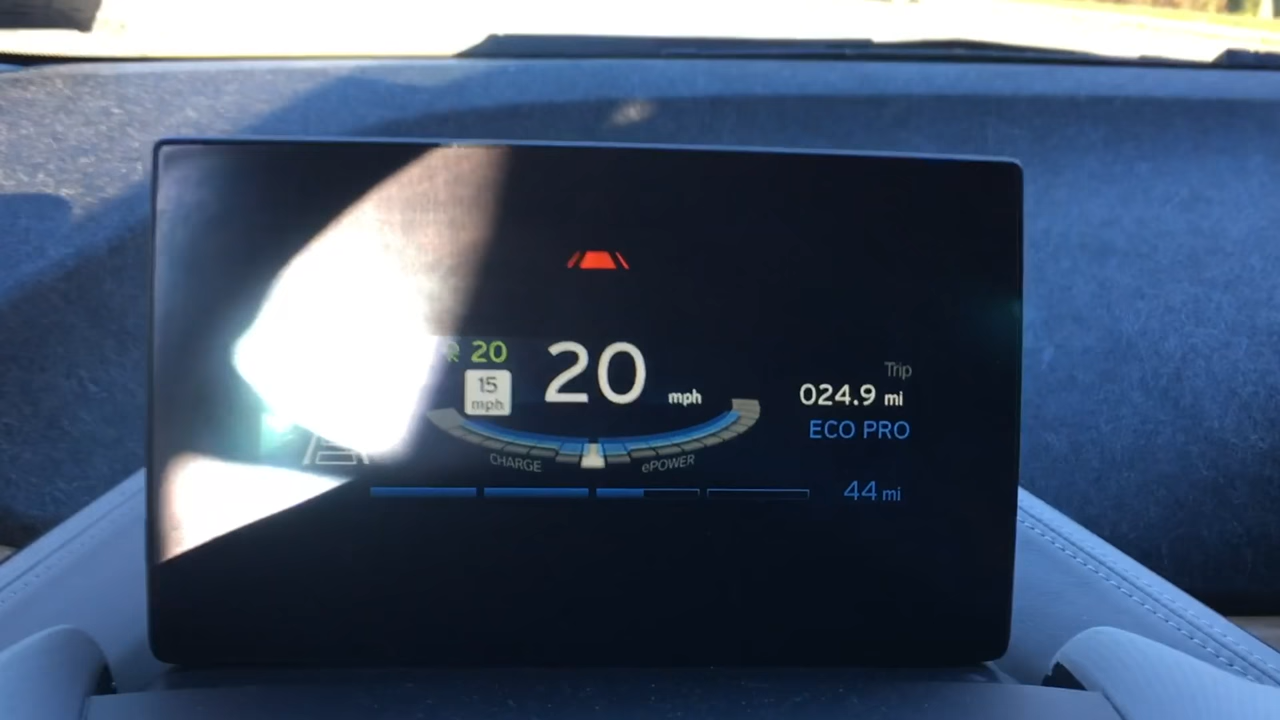 20
15
mph
20 mph
Trip
024.9 mi
ECO PRO
CHARGE
ePOWER
44 mi